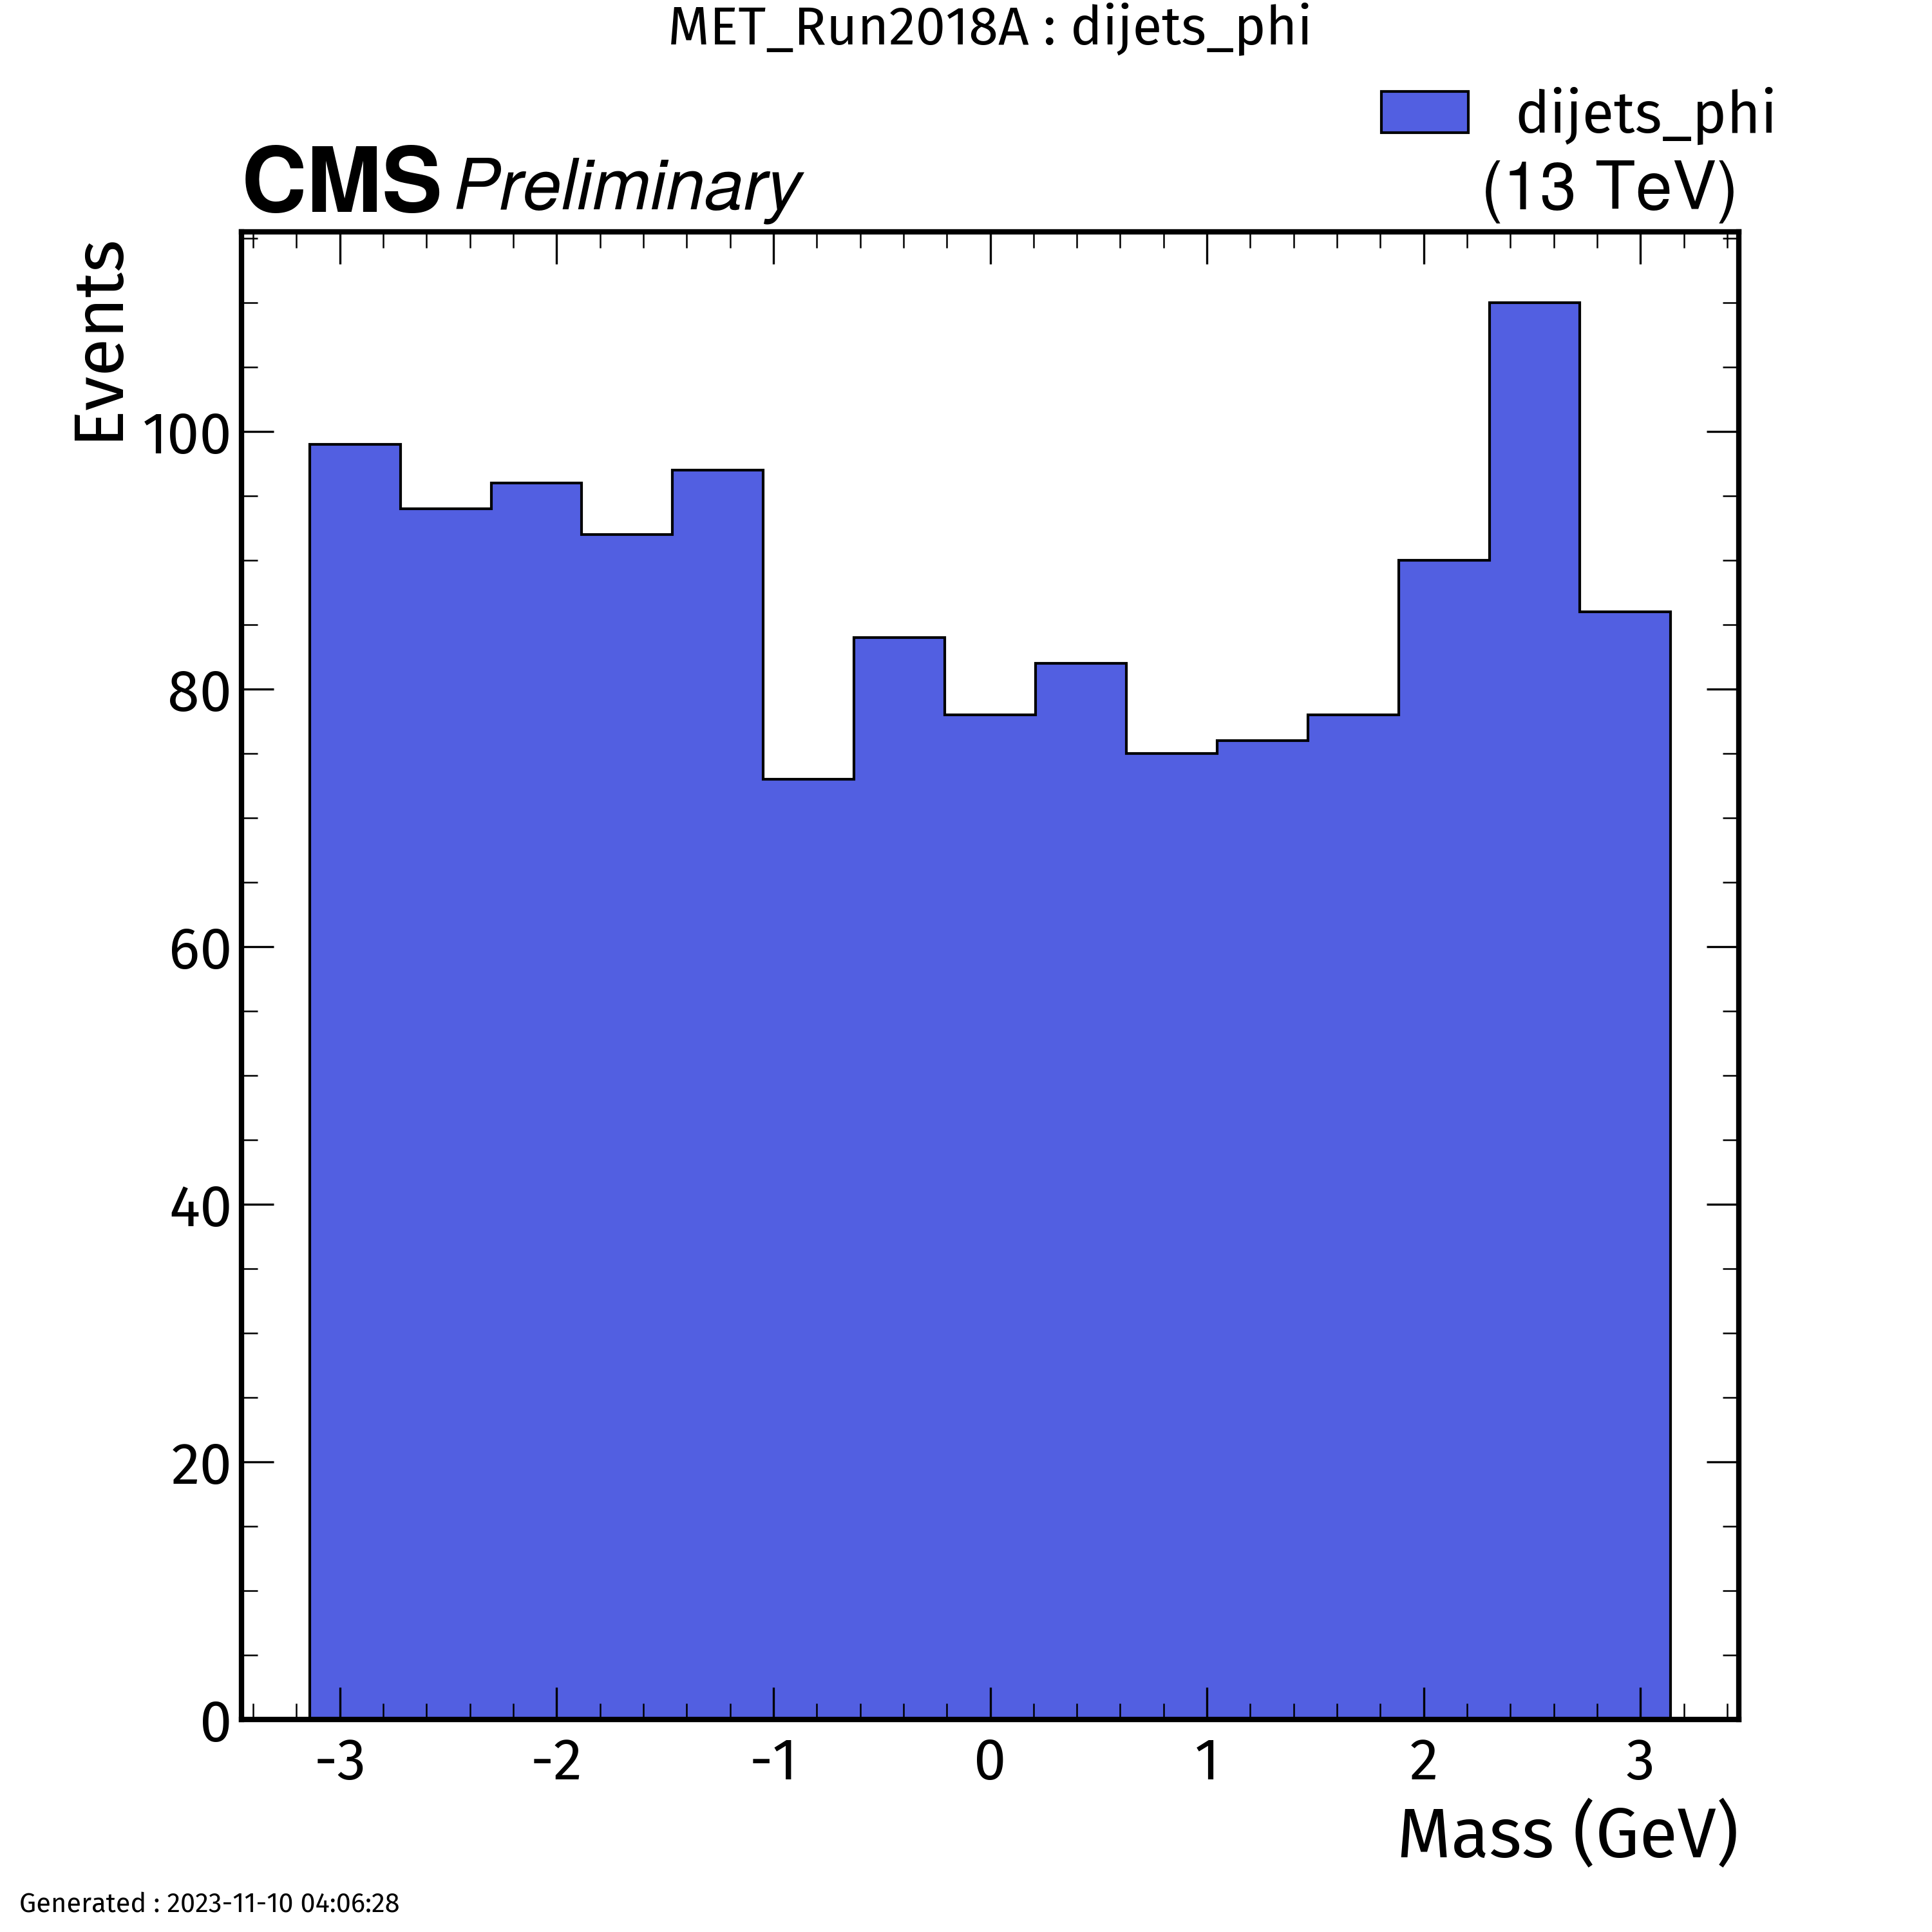 MET_Run2018A : dijets_phi
dijets_phi
CMS Preliminary
(13 TeV)
Events
100
80
60
40
20
0
-3 -2 -1 0 1 2 3
Mass (GeV)
Generated : 2023-11-10 04:06:28